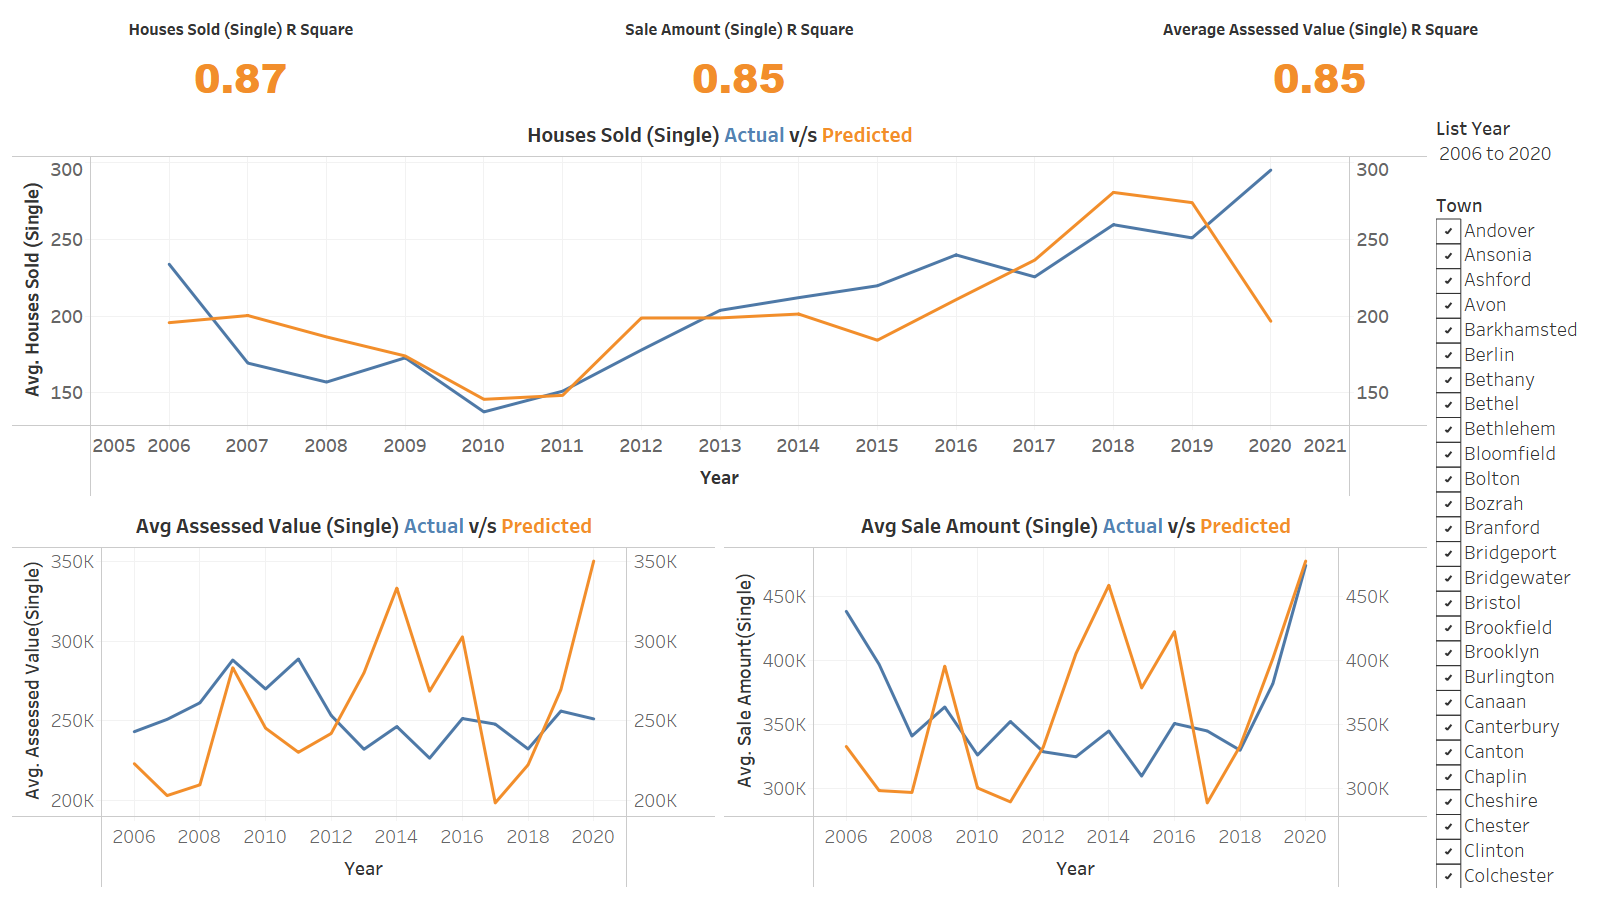 Houses Sold (Single) R Square
Sale Amount (Single) R Square
Average Assessed Value (Single) R Square
0.87
0.85
0.85
Houses Sold (Single) Actual v/s Predicted
Avg. Houses Sold (Single)
300
250
200
150
300
250
200
150
2005 2006 2007 2008 2009 2010 2011 2012 2013 2014 2015 2016 2017 2018 2019 2020 2021
Year
Avg Assessed Value (Single) Actual v/s Predicted
Avg. Assessed Value(Single)
350K
300K
250K
200K
350K
300K
250K
200K
2006 2008 2010 2012 2014 2016 2018 2020
Year
Avg Sale Amount (Single) Actual v/s Predicted
Avg. Sale Amount(Single)
450K
400K
350K
300K
450K
400K
350K
300K
2006 2008 2010 2012 2014 2016 2018 2020
Year
List Year
2006 to 2020
Town
Andover
Ansonia
Ashford
Avon
Barkhamsted
Berlin
Bethany
Bethel
Bethlehem
Bloomfield
Bolton
Bozrah
Branford
Bridgeport
Bridgewater
Bristol
Brookfield
Brooklyn
Burlington
Canaan
Canterbury
Canton
Chaplin
Cheshire
Chester
Clinton
Colchester